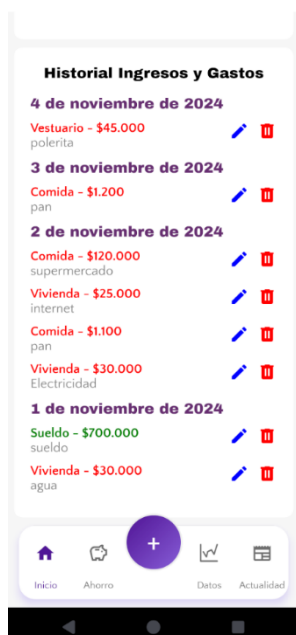 Historial Ingresos y Gastos
4 de noviembre de 2024
Vestuario - $45.000
polerita
3 de noviembre de 2024
Comida - $1.200
pan
2 de noviembre de 2024
Comida - $120.000
supermercado
Vivienda - $25.000
internet
Comida - $1.100
pan
Vivienda - $30.000
Electricidad
1 de noviembre de 2024
Sueldo - $700.000
sueldo
Vivienda - $30.000
agua
+
Inicio Ahorro Datos Actualidad